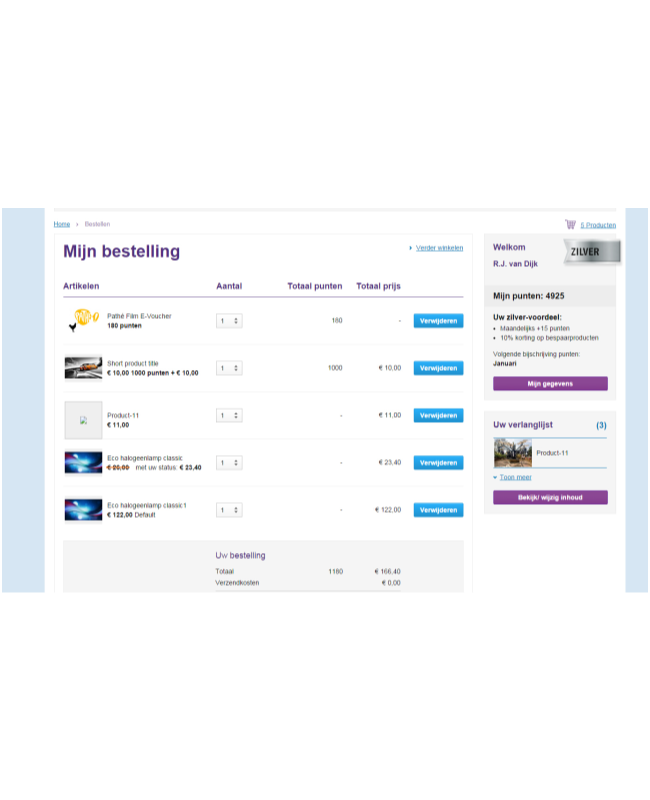 Home › Bestellen
5 Producten
Mijn bestelling
Verder winkelen
Artikelen Aantal Totaal punten Totaal prijs
Pathé Film E-Voucher
180 punten
1 180 - Verwijderen
Short product title
€ 10,00 1000 punten + € 10,00
1 1000 € 10,00 Verwijderen
Product-11
€ 11,00
1 - € 11,00 Verwijderen
Eco halogeenlamp classic
met uw status: € 23,40
1 - € 23,40 Verwijderen
Eco halogeenlamp classic1
€ 122,00 Default
1 - € 122,00 Verwijderen
Uw bestelling
Totaal 1180 € 166,40
Verzendkosten € 0,00
Welkom
R.J. van Dijk
ZILVER
Mijn punten: 4925
Uw zilver-voordeel:
• Maandelijks +15 punten
• 10% korting op bespaarproducten
Volgende bijschrijving punten:
Januari
Mijn gegevens
Uw verlanglijst (3)
Product-11
Toon meer
Bekijk/ wijzig inhoud